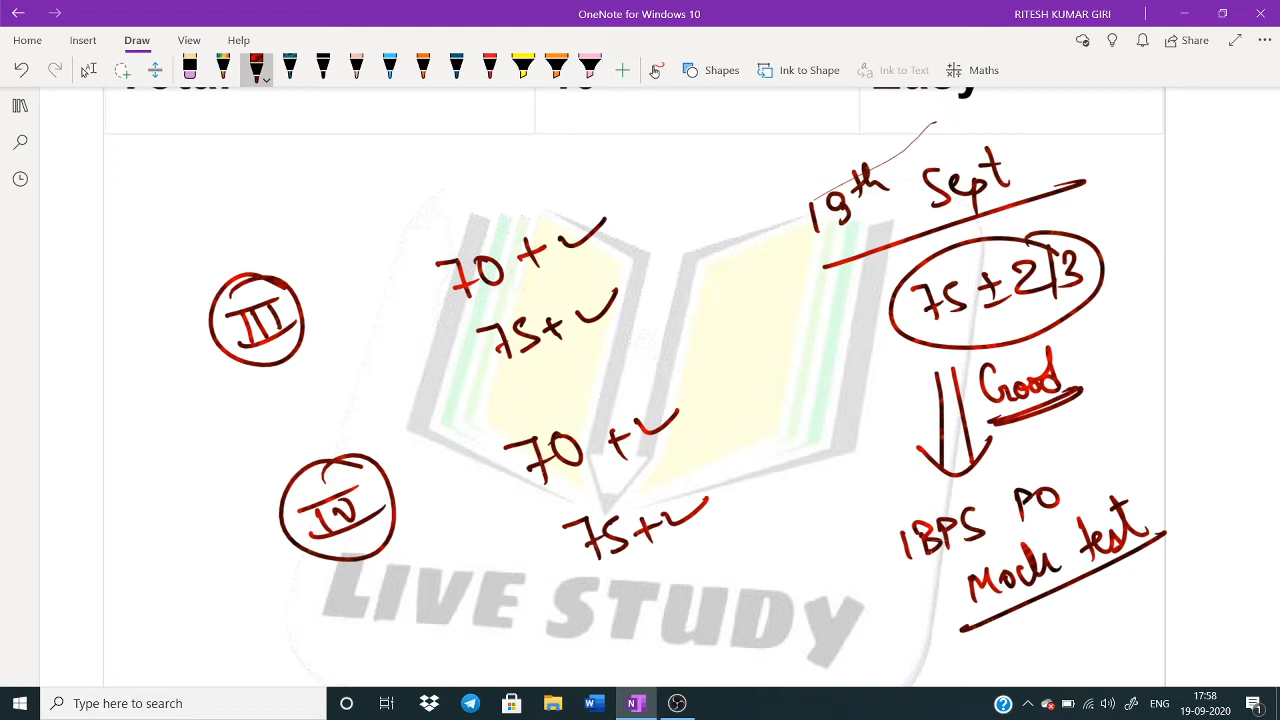 OneNote for Windows 10
RITESH KUMAR GIRI
Home Insert Draw View Help
Share
Shapes
Ink to Shape
Ink to Text
Maths
Total
Easy
19th Sept
70+
III
75+
75 ± 2/3
Good
70+
IV
75+
IBPS PO
Mock test
LIVE STUDY
Type here to search
ENG
17:58
19-09-2020